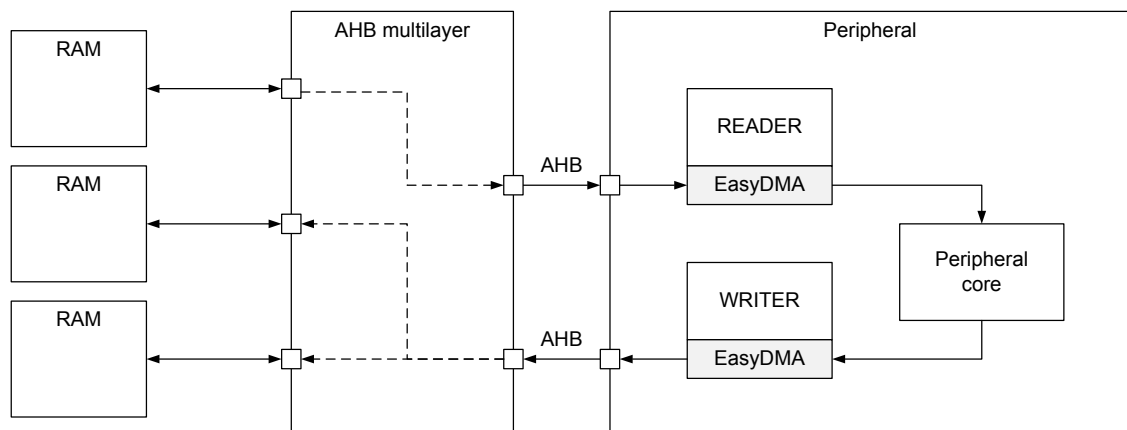 RAM
AHB multilayer
Peripheral
READER
AHB
EasyDMA
RAM
Peripheral
core
WRITER
RAM
AHB
EasyDMA